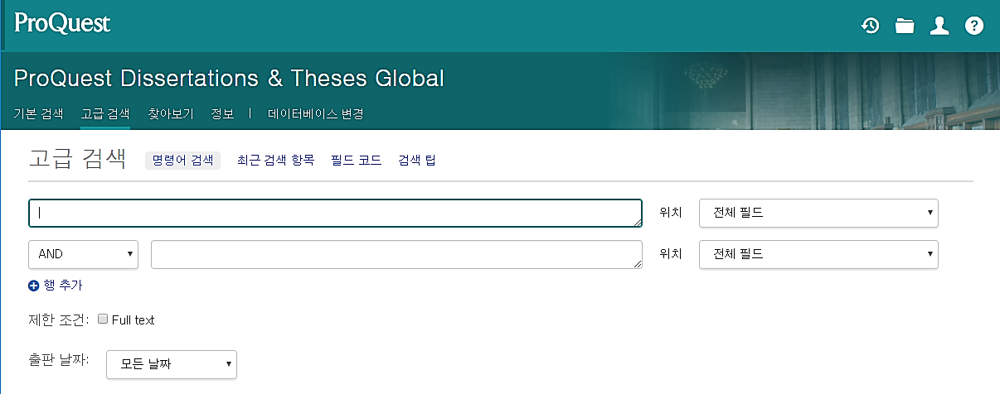 ProQuest
ProQuest Dissertations & Theses Global
기본 검색 고급 검색 찾아보기 정보 | 데이터베이스 변경
고급 검색 명령어 검색 최근 검색 항목 필드 코드 검색 팁
위치 전체 필드
AND 위치 전체 필드
행 추가
제한 조건: Full text
출판 날짜: 모든 날짜